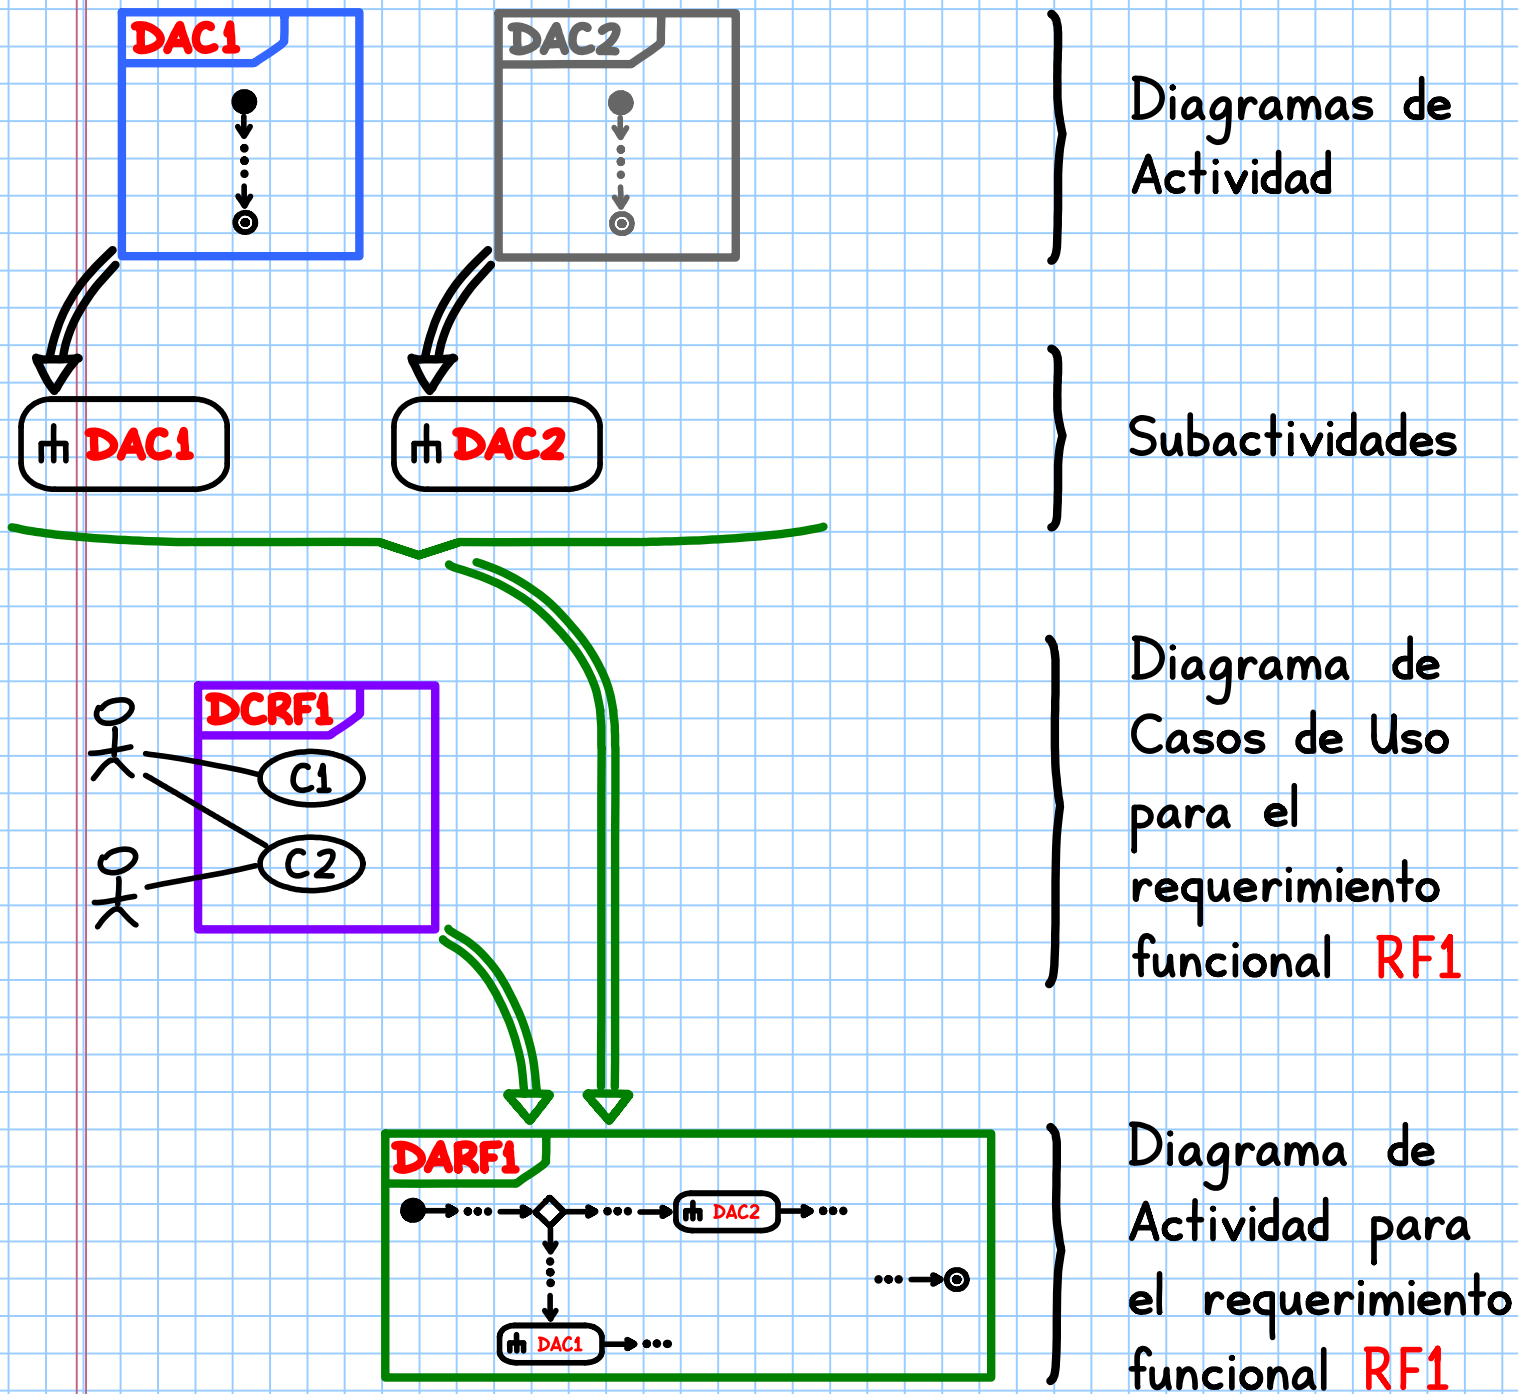 DAC1
DAC2
Diagramas de
Actividad
DAC1
DAC2
Subactividades
DCRF1
C1
C2
Diagrama de
Casos de Uso
para el
requerimiento
funcional RF1
DARF1
DAC2
DAC1
Diagrama de
Actividad para
el requerimiento
funcional RF1